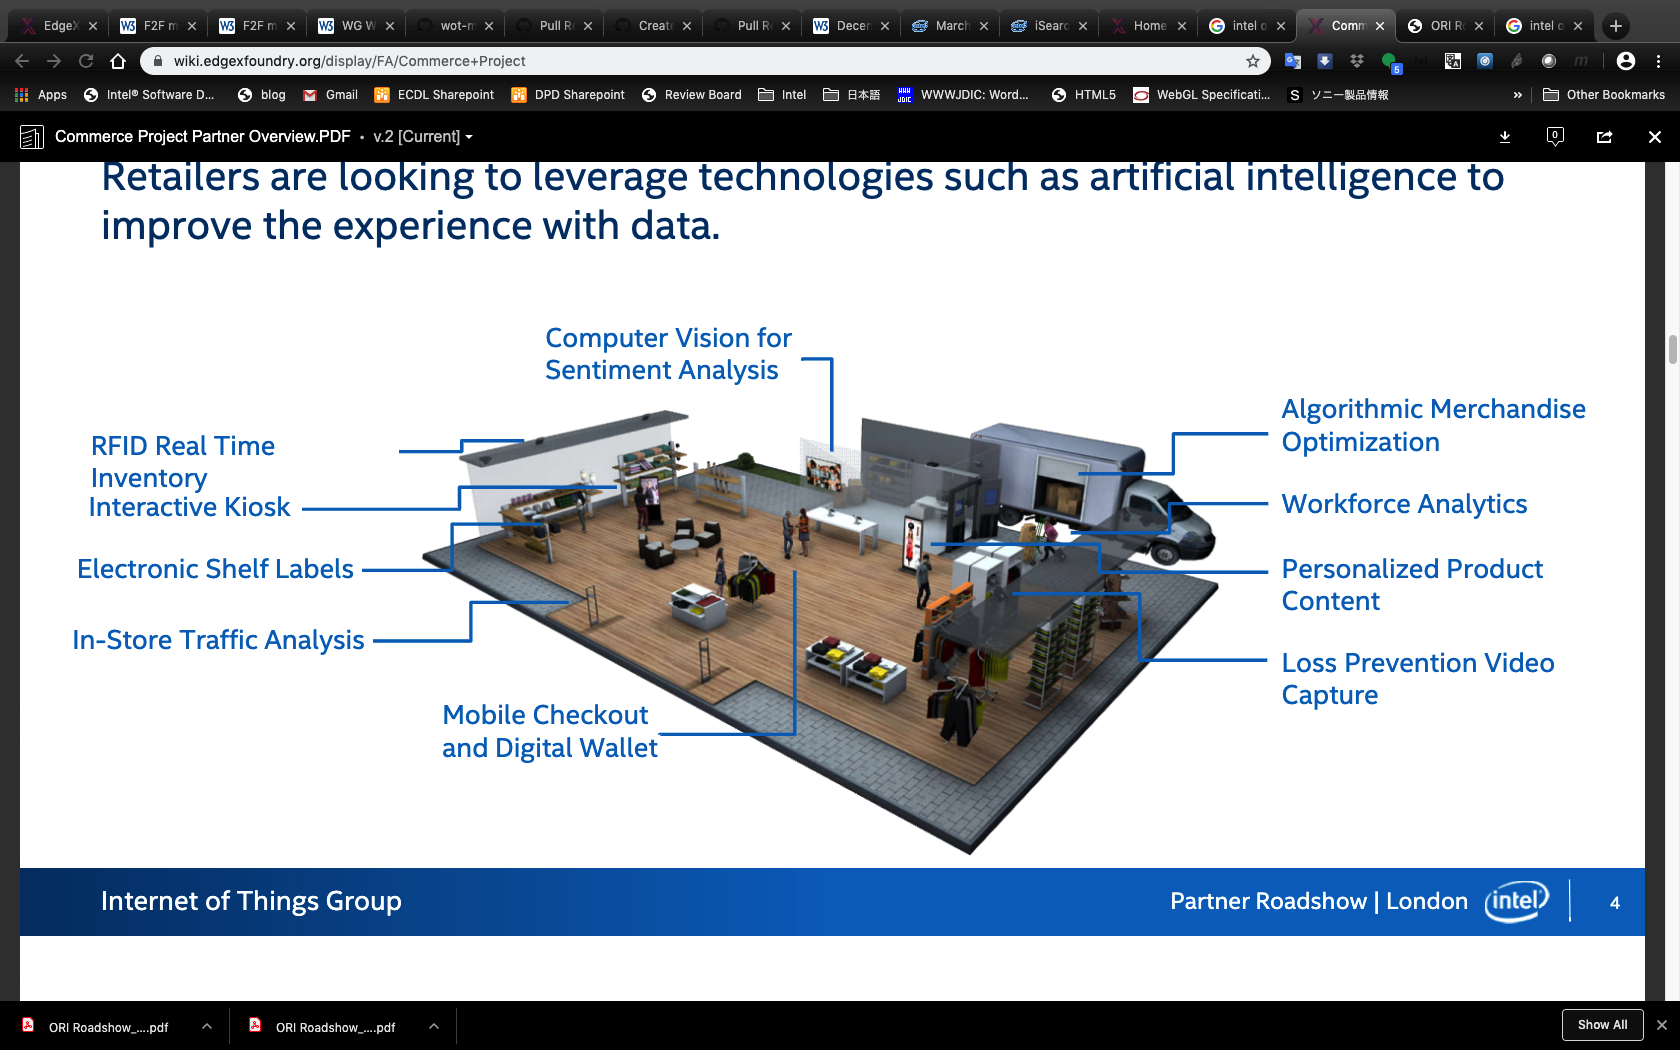 EdgeX
F2F m
F2F m
WG W
wot-m
Pull Re
Create
Pull Re
Decem
March
iSearc
Home
intel o
Comm
ORI Ro
intel o
wiki.edgexfoundry.org/display/FA/Commerce+Project
5
Apps
Intel® Software D...
blog
Gmail
ECDL Sharepoint
DPD Sharepoint
Review Board
Intel
日本語
WWWJDIC: Word...
HTML5
WebGL Specificati...
ソニー製品情報
»
Other Bookmarks
Commerce Project Partner Overview.PDF • v.2 [Current]
0
Retailers are looking to leverage technologies such as artificial intelligence to
improve the experience with data.
Computer Vision for
Sentiment Analysis
RFID Real Time
Inventory
Interactive Kiosk
Electronic Shelf Labels
In-Store Traffic Analysis
Mobile Checkout
and Digital Wallet
Algorithmic Merchandise
Optimization
Workforce Analytics
Personalized Product
Content
Loss Prevention Video
Capture
Internet of Things Group
Partner Roadshow | London
intel
4
ORI Roadshow_....pdf
ORI Roadshow_....pdf
Show All